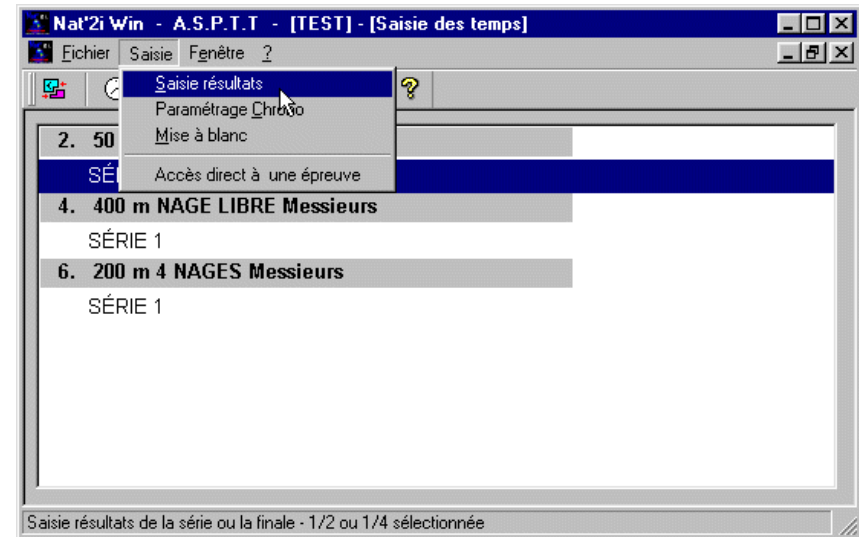 Nat'2i Win - A.S.P.T.T - [TEST] - [Saisie des temps]
Fichier Saisie Fenêtre ?
Saisie résultats
Paramétrage Chrono
Mise à blanc
Accès direct à une épreuve
2. 50
SÉ
4. 400 m NAGE LIBRE Messieurs
SÉRIE 1
6. 200 m 4 NAGES Messieurs
SÉRIE 1
Saisie résultats de la série ou la finale - 1/2 ou 1/4 sélectionnée